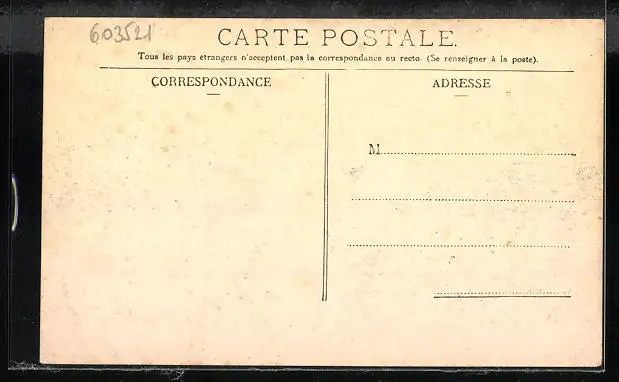 603521
CARTE POSTALE.
Tous les pays étrangers n'acceptent pas la correspondance au recto. (Se renseigner à la poste).
CORRESPONDANCE
ADRESSE
M